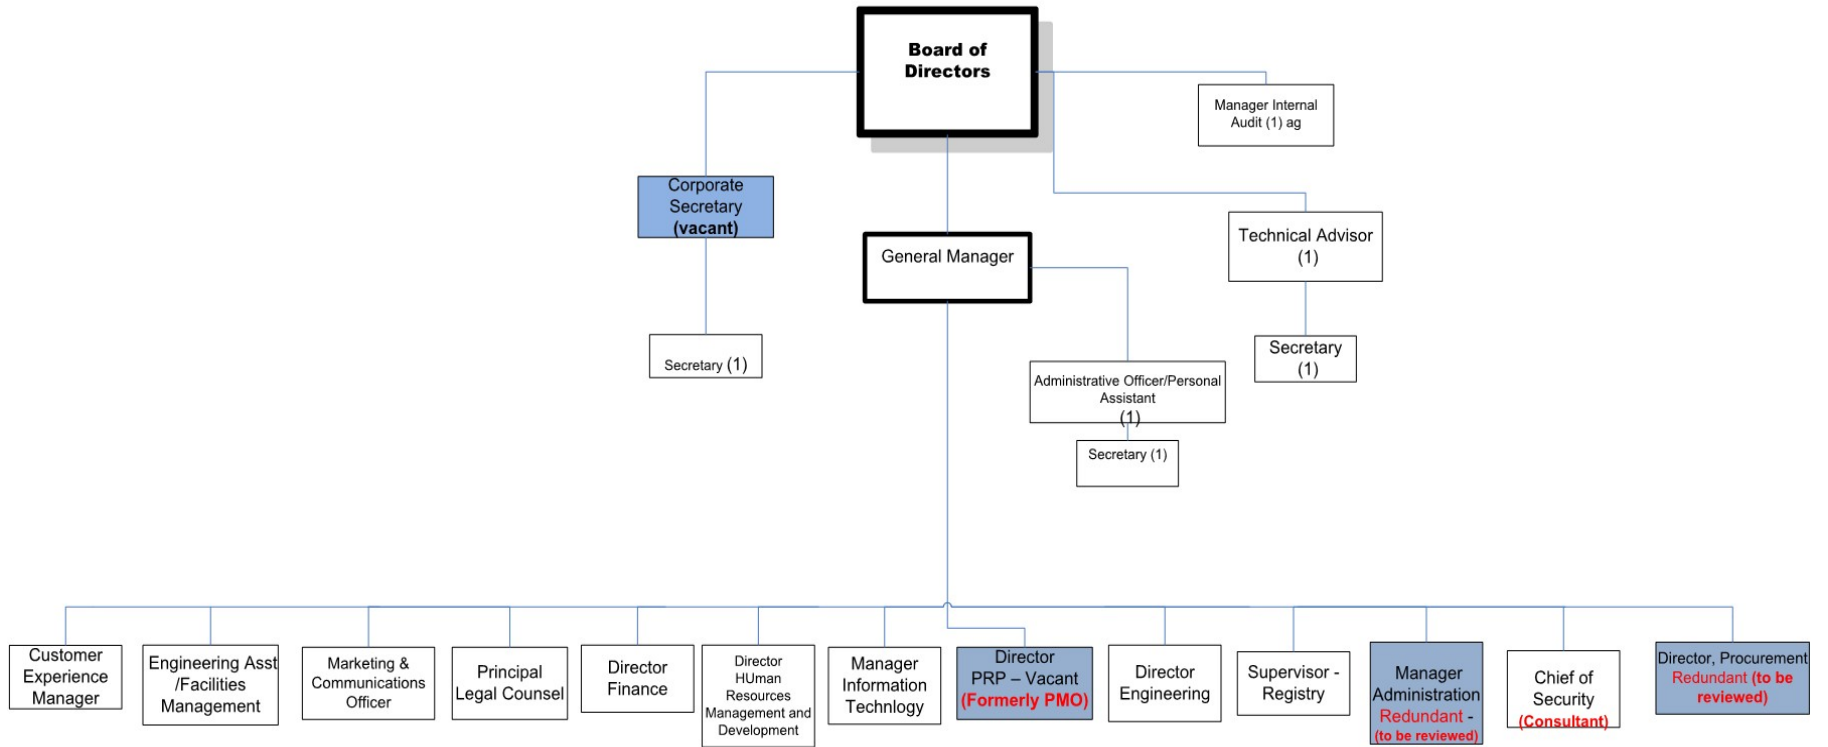 Board of
Directors
Manager Internal
Audit (1) ag
Corporate
Secretary
(vacant)
Technical Advisor
(1)
General Manager
Secretary (1)
Secretary
(1)
Administrative Officer/Personal
Assistant
(1)
Secretary (1)
Customer
Experience
Manager
Engineering Asst
/Facilities
Management
Marketing &
Communications
Officer
Principal
Legal Counsel
Director
Finance
Director
HUman
Resources
Management and
Development
Manager
Information
Technlogy
Director
PRP – Vacant
(Formerly PMO)
Director
Engineering
Supervisor -
Registry
Manager
Administration
Redundant -
(to be reviewed)
Chief of
Security
(Consultant)
Director, Procurement
Redundant (to be
reviewed)